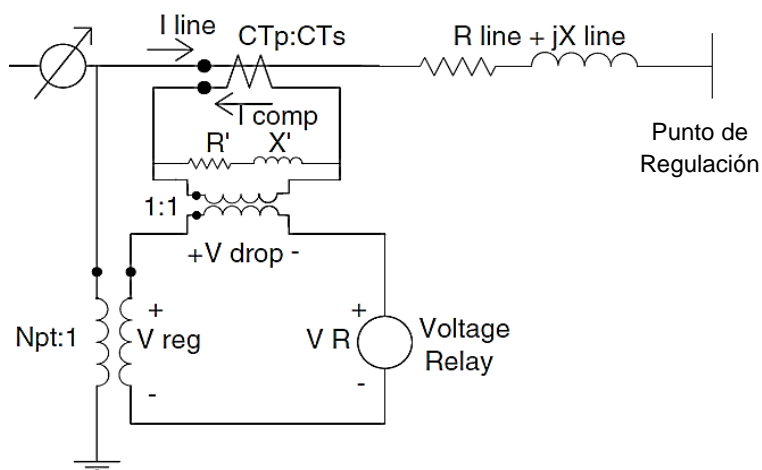 I line
CTp:CTs
R line + jX line
I comp
R' X'
Punto de
Regulación
1:1
+V drop -
+
+
Npt:1
V reg
V R
Voltage
Relay
-
-